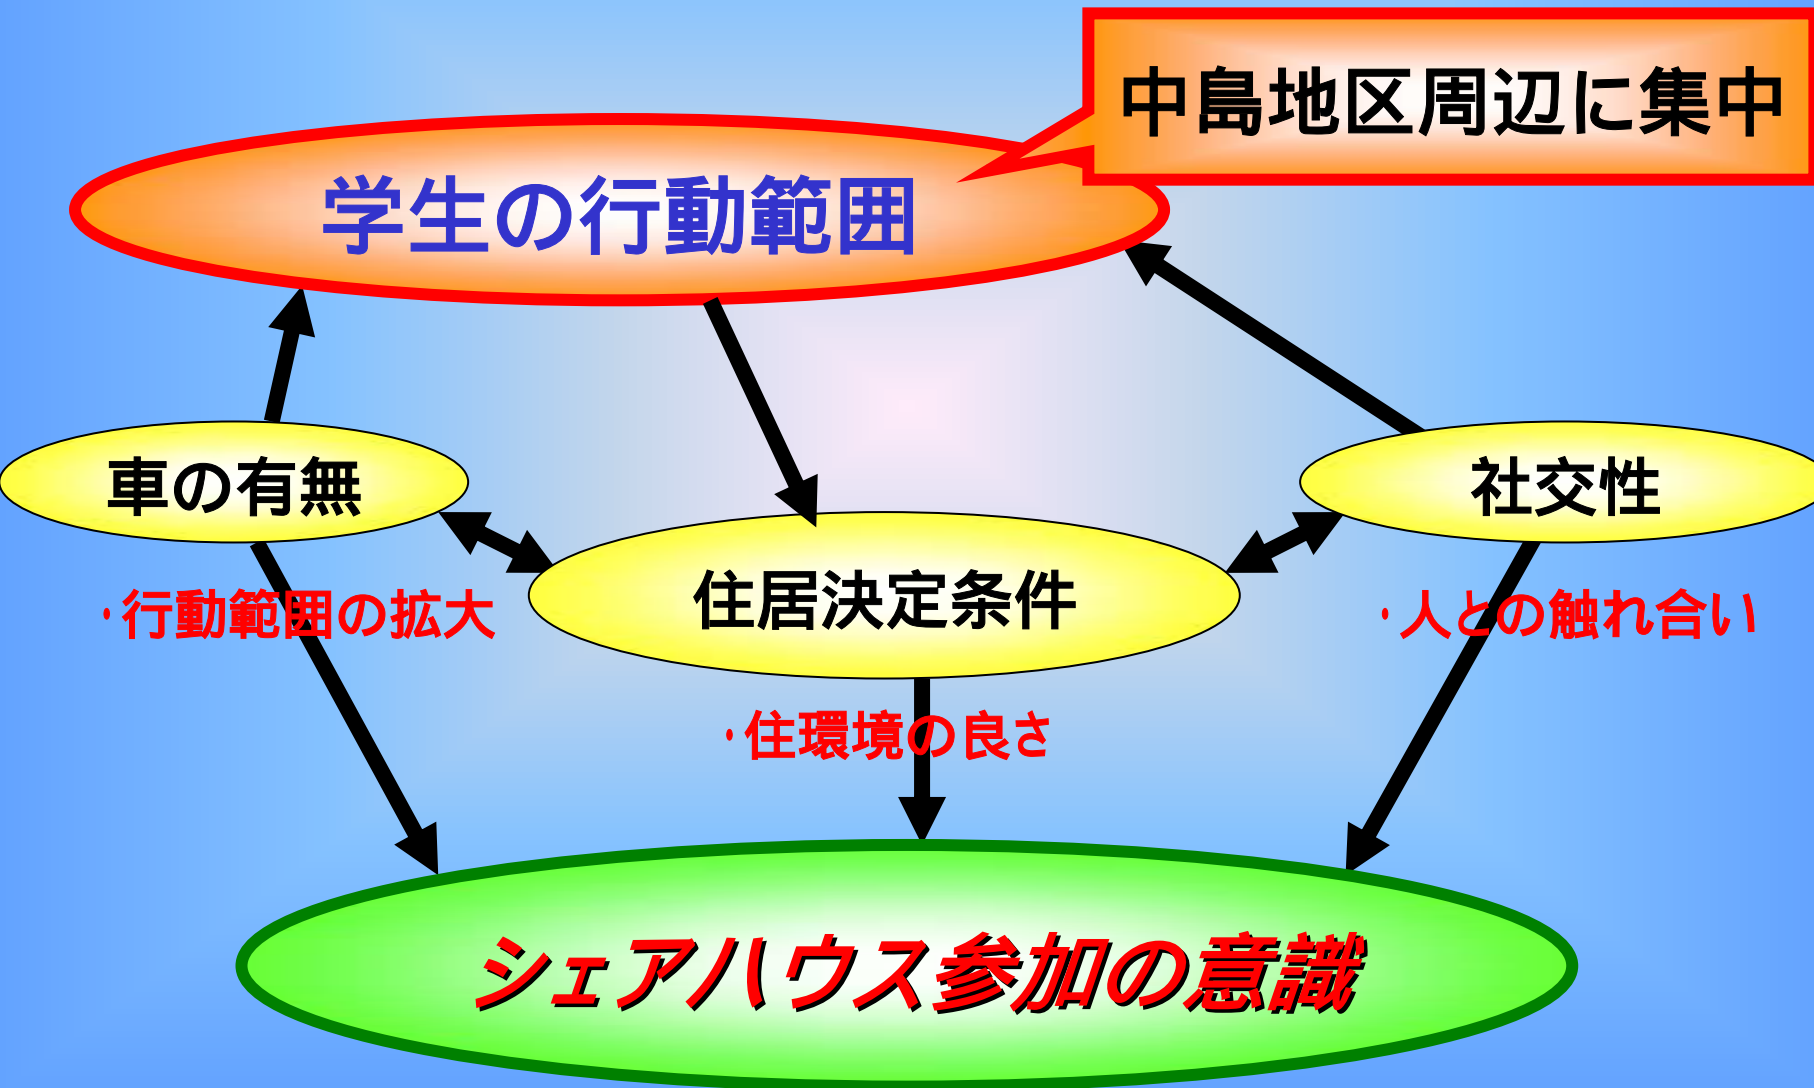 中島地区周辺に集中
学生の行動範囲
車の有無
社交性
住居決定条件
・行動範囲の拡大
・人との触れ合い
・住環境の良さ
シェアハウス参加の意識